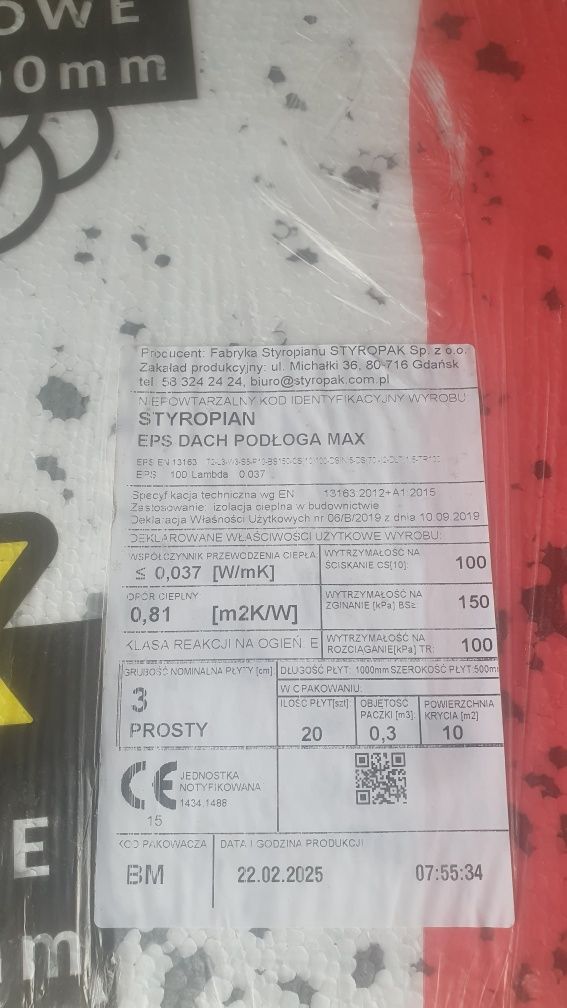 OWE
00mm
Producent: Fabryka Styropianu STYROPAK Sp. z o.o.
Zakaład produkcyjny: ul. Michałki 36, 80-716 Gdańsk
tel. 58 324 24 24, biuro@styropak.com.pl
NIEPOWTARZALNY KOD IDENTYFIKACYJNY WYROBU
STYROPIAN
EPS DACH PODŁOGA MAX
EPS EN 13163
EPS 100 Lambda 0.037
Specyfikacja techniczna wg EN 13163:2012+A1:2015
Zastosowanie: izolacja cieplna w budownictwie
Deklaracja Własności Użytkowych nr 06/B/2019 z dnia 10.09.2019
DEKLAROWANE WŁAŚCIWOŚCI UŻYTKOWE WYROBU:
WSPÓŁCZYNNIK PRZEWODZENIA CIEPŁA:
≤ 0,037 [W/mK]
WYTRZYMAŁOŚĆ NA
ŚCISKANIE CS[10]: 100
OPÓR CIEPLNY
0,81 [m2K/W]
WYTRZYMAŁOŚĆ NA
ZGINANIE [kPa] BS≥: 150
KLASA REAKCJI NA OGIEŃ: E
WYTRZYMAŁOŚĆ NA
ROZCIĄGANIE[kPa] TR: 100
GRUBOŚĆ NOMINALNA PŁYTY [cm]
3
PROSTY
DŁUGOŚĆ PŁYT: 1000mm SZEROKOŚĆ PŁYT:500mm
W OPAKOWANIU:
ILOŚĆ PŁYT[szt]
20
OBJĘTOŚĆ
PACZKI [m3]
0,3
POWIERZCHNIA
KRYCIA [m2]
10
CE
15
JEDNOSTKA
NOTYFIKOWANA
1434,1488
KOD PAKOWACZA
BM
DATA I GODZINA PRODUKCJI
22.02.2025 07:55:34
E
m